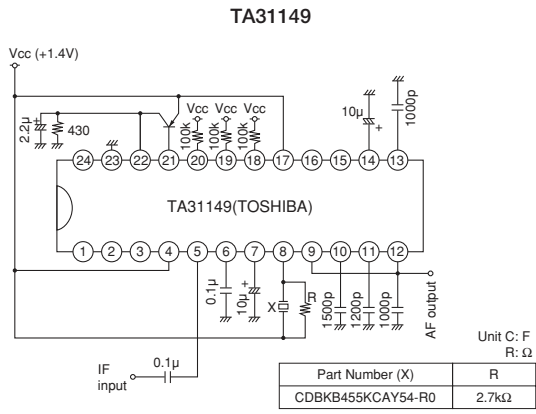 TA31149
Vcc (+1.4V)
2.2μ
+
430
Vcc Vcc Vcc
100k 100k 100k
10μ
+
1000p
24 23 22 21 20 19 18 17 16 15 14 13
TA31149(TOSHIBA)
1 2 3 4 5 6 7 8 9 10 11 12
0.1μ
10μ
+
X
R
1500p
1200p
1000p
AF output
IF
input
0.1μ
Unit C: F
R: Ω
Part Number (X) R
CDBKB455KCAY54-R0 2.7kΩ